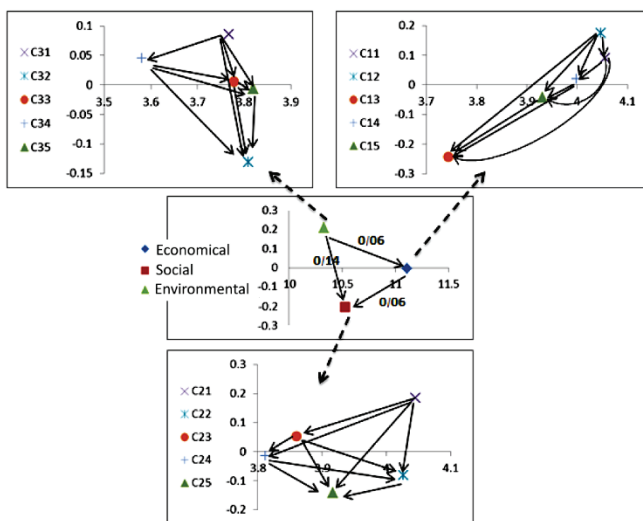 0.1
0.05
0
-0.05
-0.1
-0.15
3.5 3.6 3.7 3.8 3.9
C31
C32
C33
C34
C35
0.2
0.1
0
-0.1
-0.2
-0.3
3.7 3.8 3.9 4 4.1
C11
C12
C13
C14
C15
0.3
0.2
0.1
0
-0.1
-0.2
-0.3
10 10.5 11 11.5
0/06
0/14
0/06
Economical
Social
Environmental
0.3
0.2
0.1
0
-0.1
-0.2
3.8 3.9 4 4.1
C21
C22
C23
C24
C25